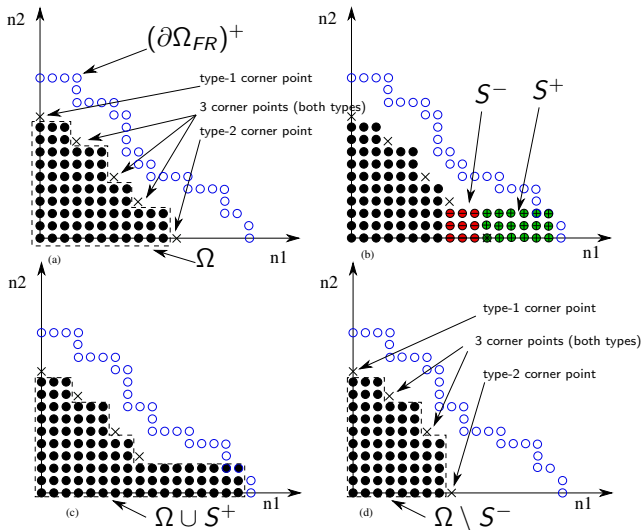 n2
(∂Ω_FR)^+
type-1 corner point
3 corner points (both types)
type-2 corner point
(a)
Ω
n1
n2
S^-
S^+
(b)
n1
n2
(c)
Ω ∪ S^+
n1
n2
type-1 corner point
3 corner points (both types)
type-2 corner point
(d)
Ω \ S^-
n1